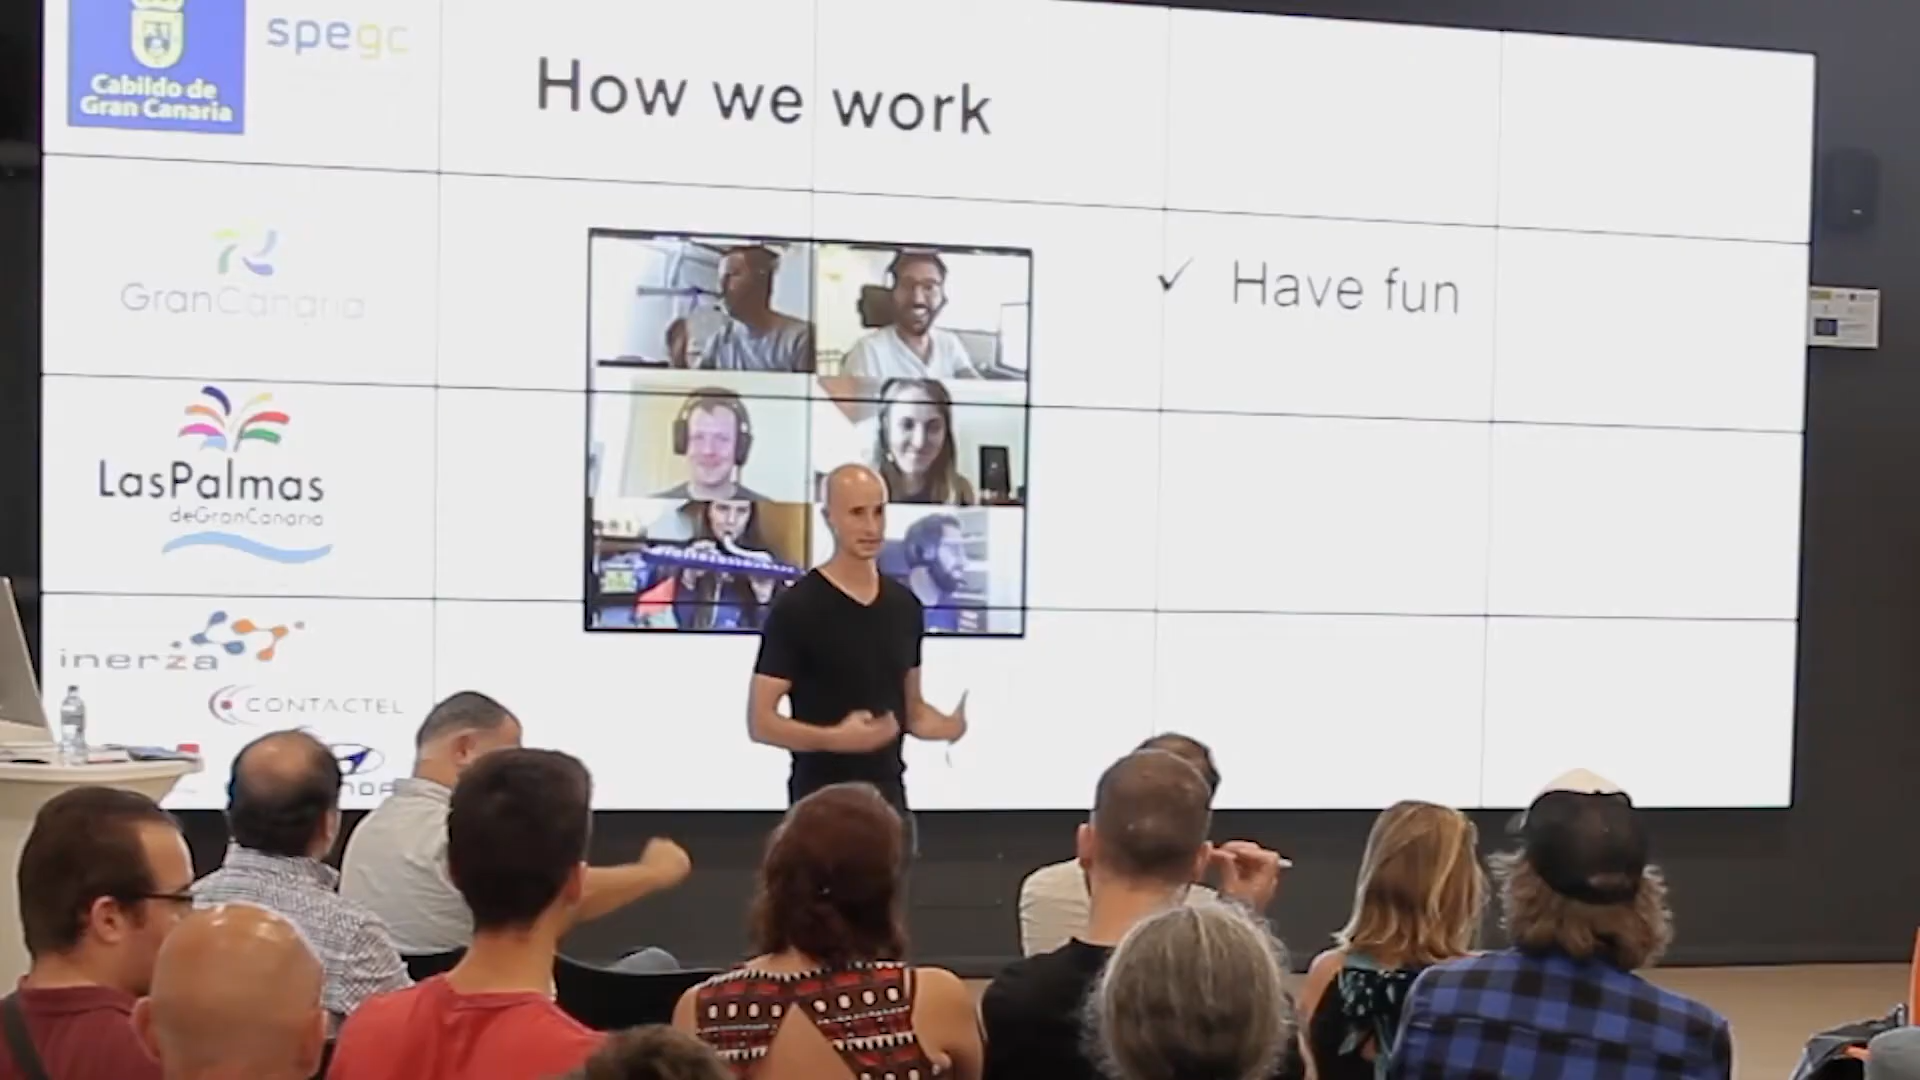 Cabildo de
Gran Canaria
spegc
How we work
GranCanaria
✓ Have fun
LasPalmas
deGranCanaria
inerza
CONTACTEL